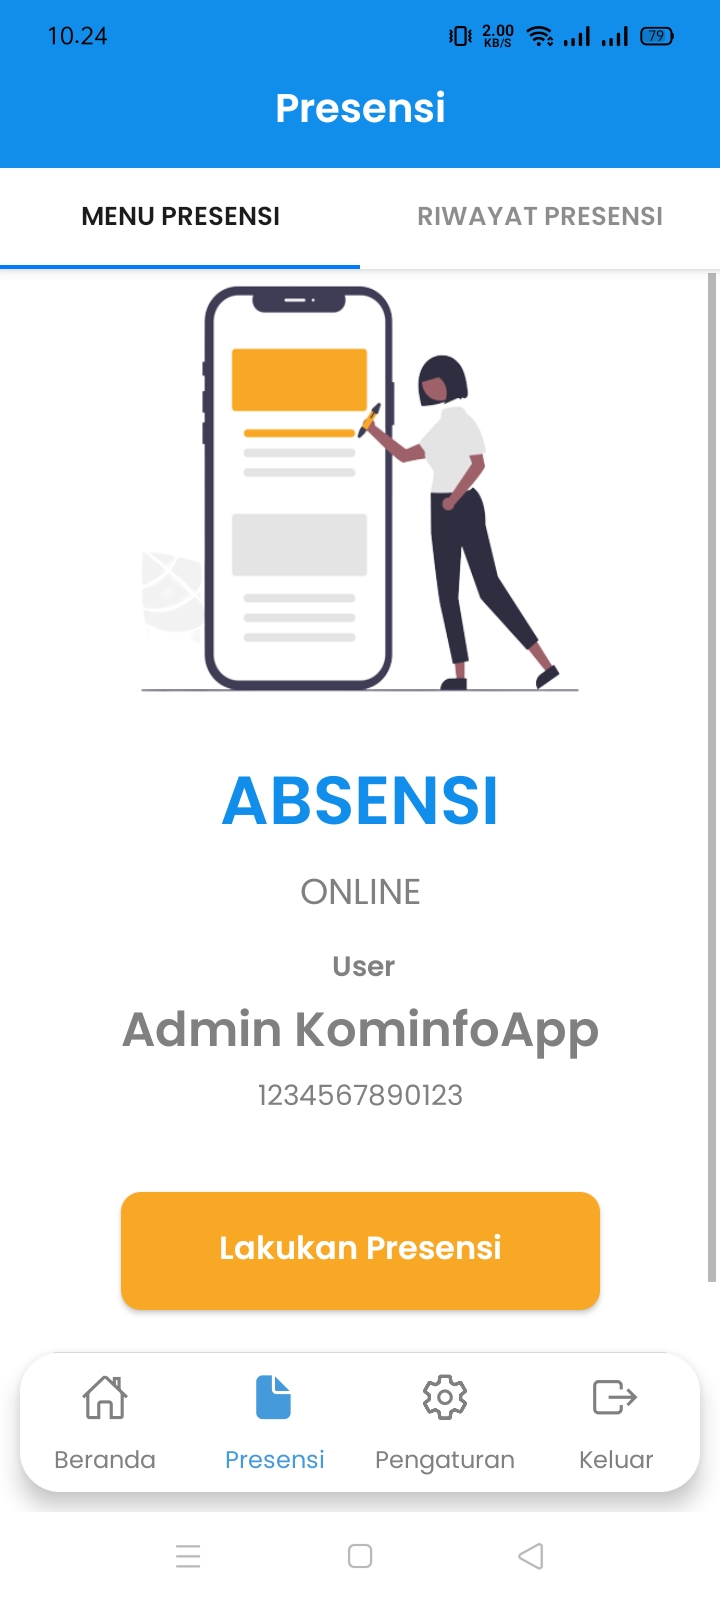 10.24
2.00
KB/S
79
Presensi
MENU PRESENSI
RIWAYAT PRESENSI
ABSENSI
ONLINE
User
Admin KominfoApp
1234567890123
Lakukan Presensi
Beranda
Presensi
Pengaturan
Keluar